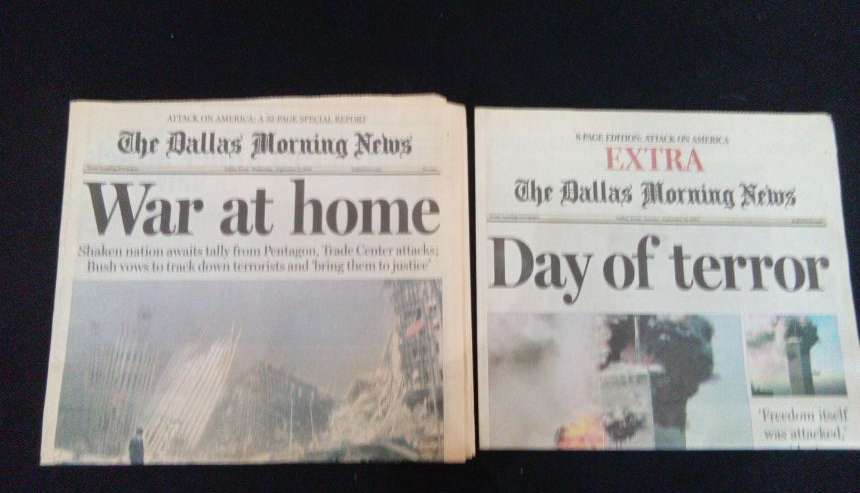 ATTACK ON AMERICA: A 32-PAGE SPECIAL REPORT
The Dallas Morning News
War at home
Shaken nation awaits tally from Pentagon, Trade Center attacks;
Bush vows to track down terrorists and 'bring them to justice'
8-PAGE EDITION: ATTACK ON AMERICA
EXTRA
The Dallas Morning News
Day of terror
'Freedom itself
was attacked,'